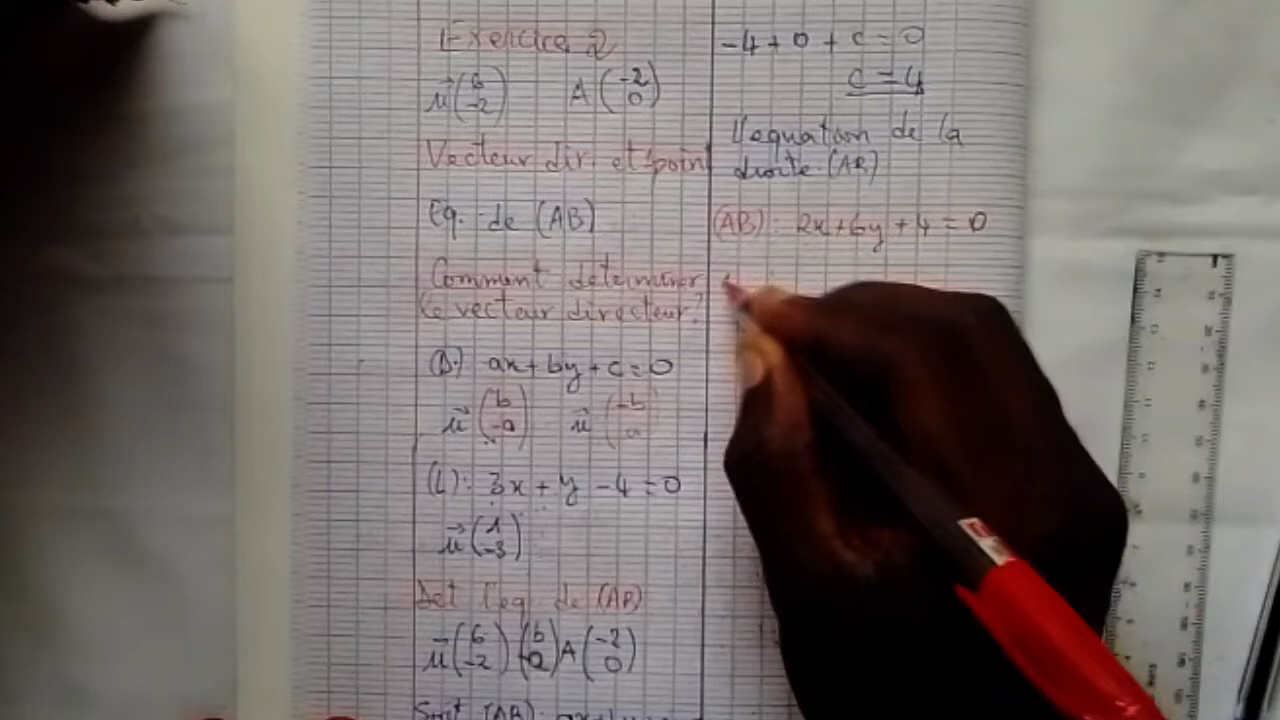 Exercice 2
u⃗(6 -2) A(-2 0)
Vecteur dir. et point
Eq. de (AB)
Comment déterminer
le vecteur directeur?
(D) ax+by+c=0
u⃗(b -a) u⃗(-b a)
(L): 3x+y-4=0
u⃗(1 -3)
Det l'eq de (AB)
u⃗(6 -2)(b -a)A(-2 0)
Soit (AB):
-4+0+c=0
c=4
l'equation de la
droite (AB)
(AB): 2x+6y+4=0